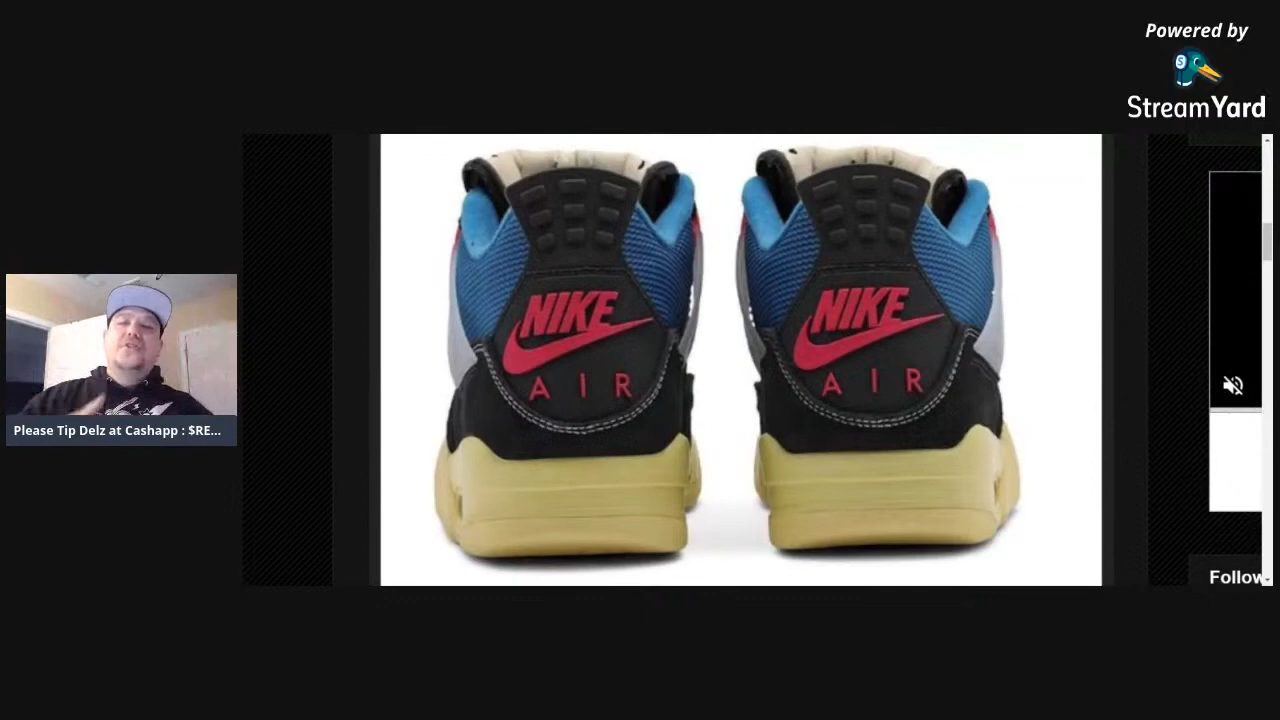 Powered by
StreamYard
NIKE
AIR
NIKE
AIR
Please Tip Delz at Cashapp : $RE...
Follow